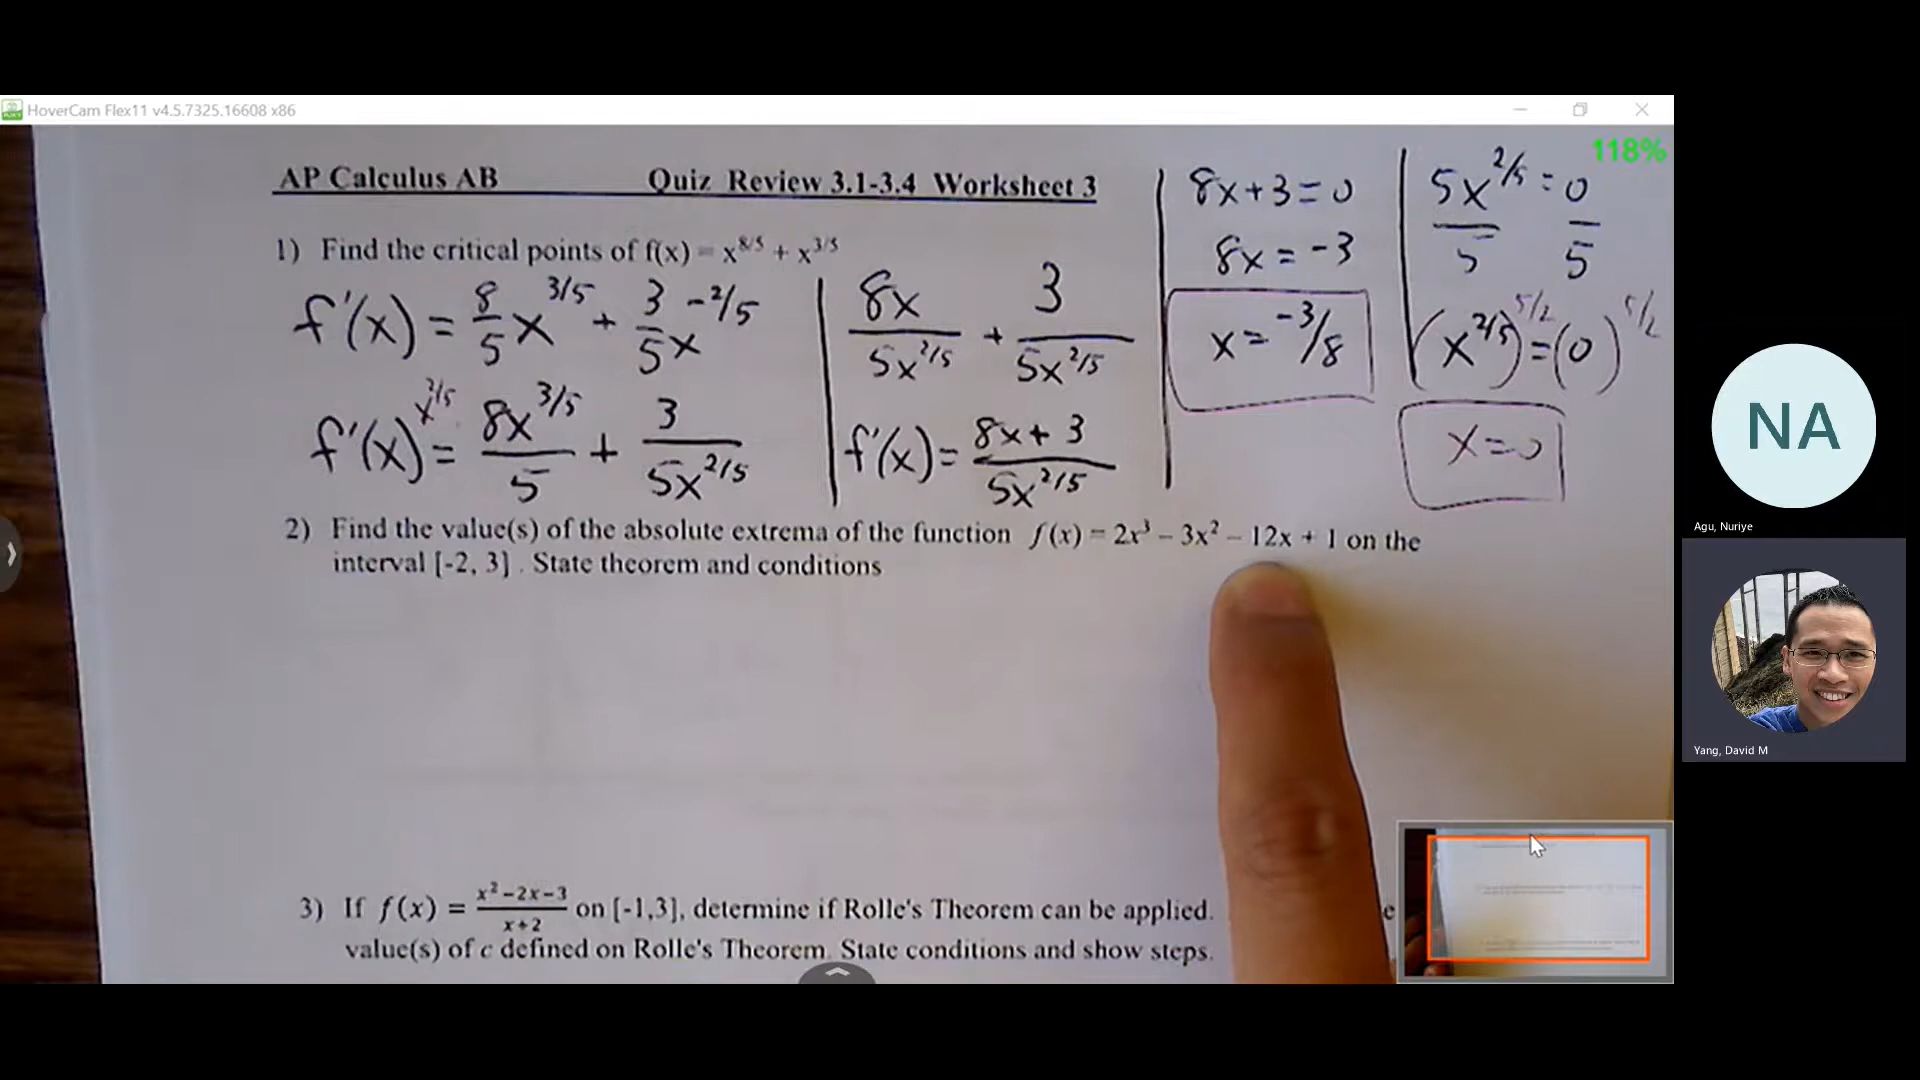 HoverCam Flex11 v4.5.7325.16608 x86
118%
AP Calculus AB Quiz Review 3.1-3.4 Worksheet 3
1) Find the critical points of f(x) = x^{8/5} + x^{3/5}
f'(x) = 8/5 x^{3/5} + 3/5 x^{-2/5}
f'(x) = 8x^{3/5}/5 + 3/5x^{2/5}
x^{2/5}
8x/5x^{2/5} + 3/5x^{2/5}
f'(x) = 8x+3/5x^{2/5}
8x+3=0
8x=-3
x=-3/8
5x^{2/5}/5 = 0/5
(x^{2/5})^{5/2} = (0)^{5/2}
x=0
2) Find the value(s) of the absolute extrema of the function f(x) = 2x³ – 3x² – 12x + 1 on the
interval [-2, 3] . State theorem and conditions
3) If f(x) = x²−2x−3/x+2 on [-1,3], determine if Rolle's Theorem can be applied.
value(s) of c defined on Rolle's Theorem. State conditions and show steps.
NA
Agu, Nuriye
Yang, David M